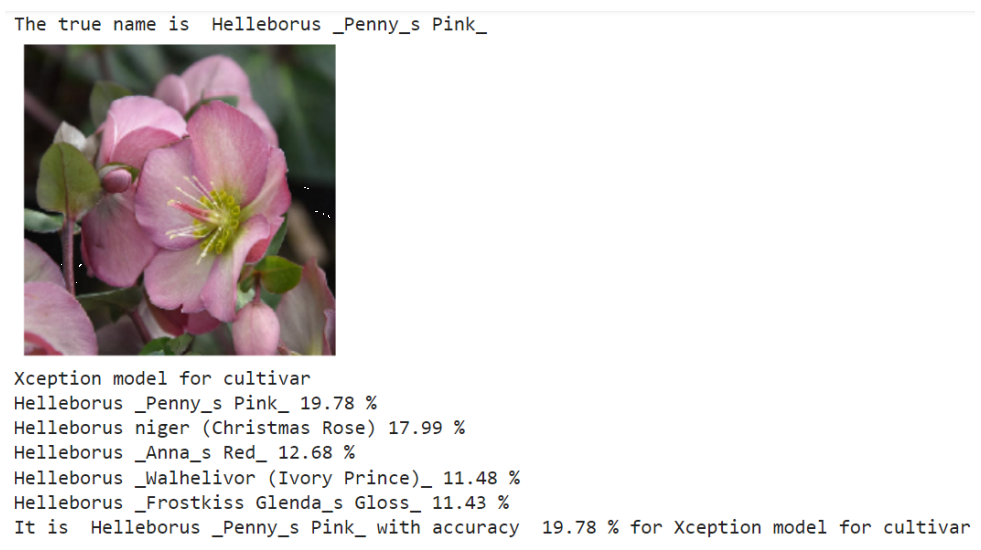 The true name is  Helleborus _Penny_s Pink_
Xception model for cultivar
Helleborus _Penny_s Pink_ 19.78 %
Helleborus niger (Christmas Rose) 17.99 %
Helleborus _Anna_s Red_ 12.68 %
Helleborus _Walhelivor (Ivory Prince)_ 11.48 %
Helleborus _Frostkiss Glenda_s Gloss_ 11.43 %
It is  Helleborus _Penny_s Pink_ with accuracy  19.78 % for Xception model for cultivar